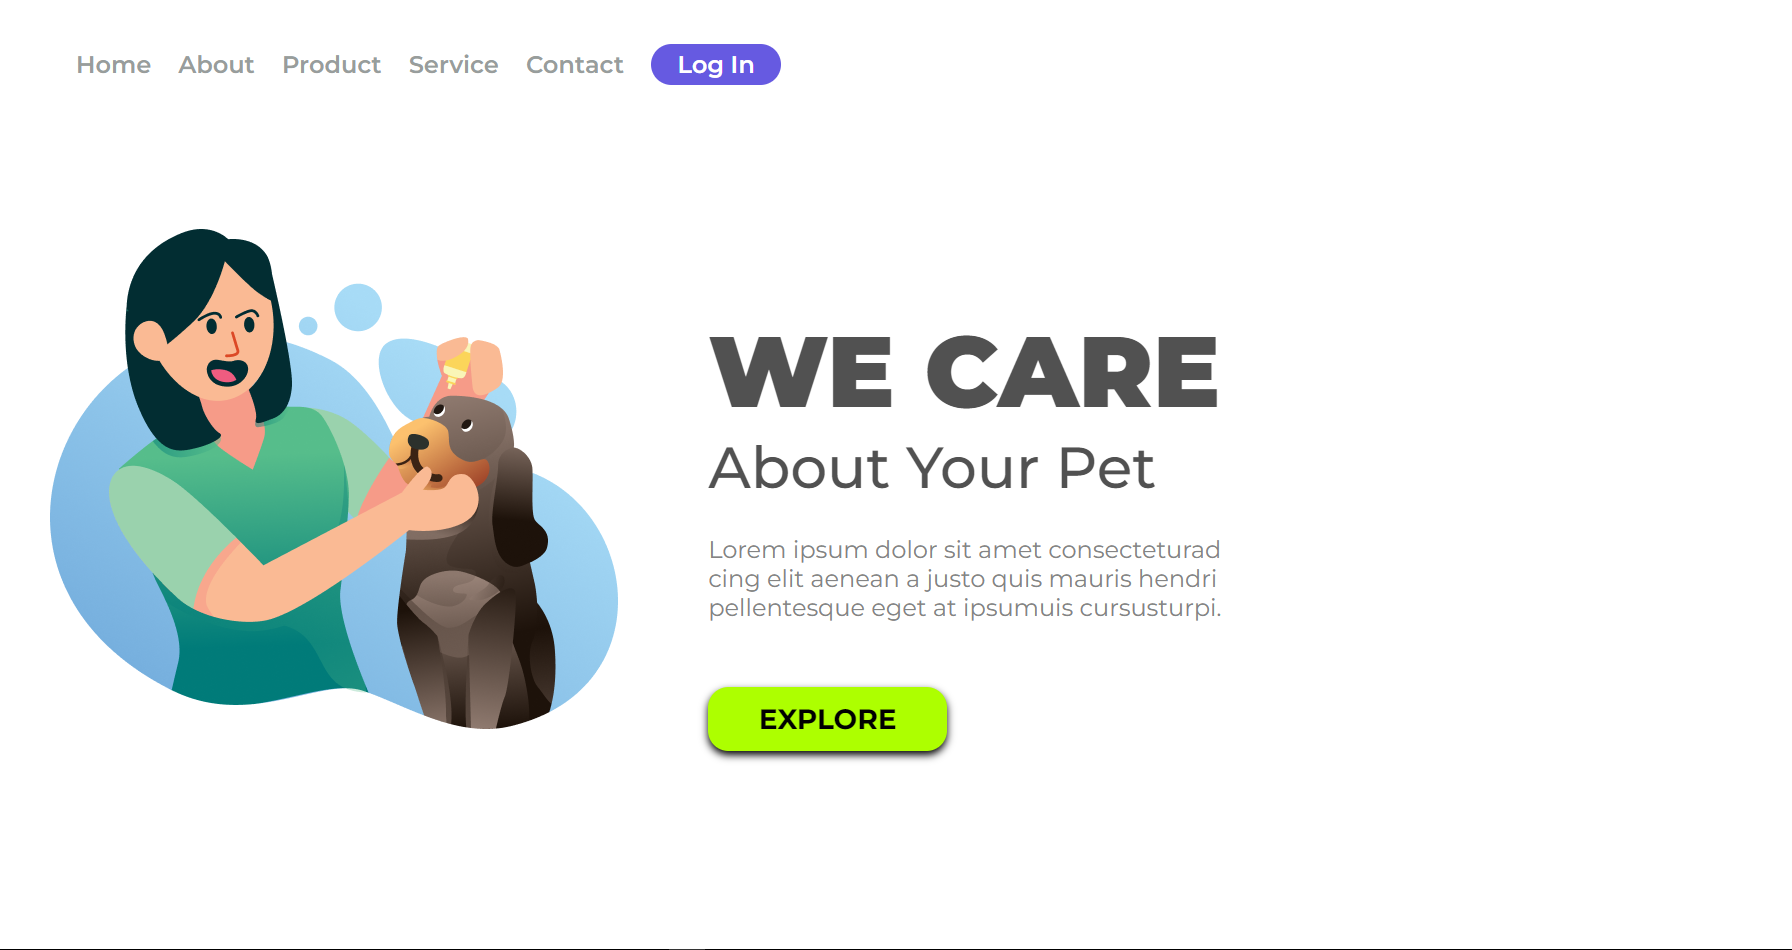 Home About Product Service Contact Log In
WE CARE
About Your Pet
Lorem ipsum dolor sit amet consecteturad
cing elit aenean a justo quis mauris hendri
pellentesque eget at ipsumuis cursusturpi.
EXPLORE